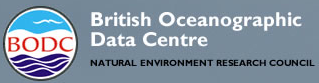 BODC
British Oceanographic
Data Centre
NATURAL ENVIRONMENT RESEARCH COUNCIL